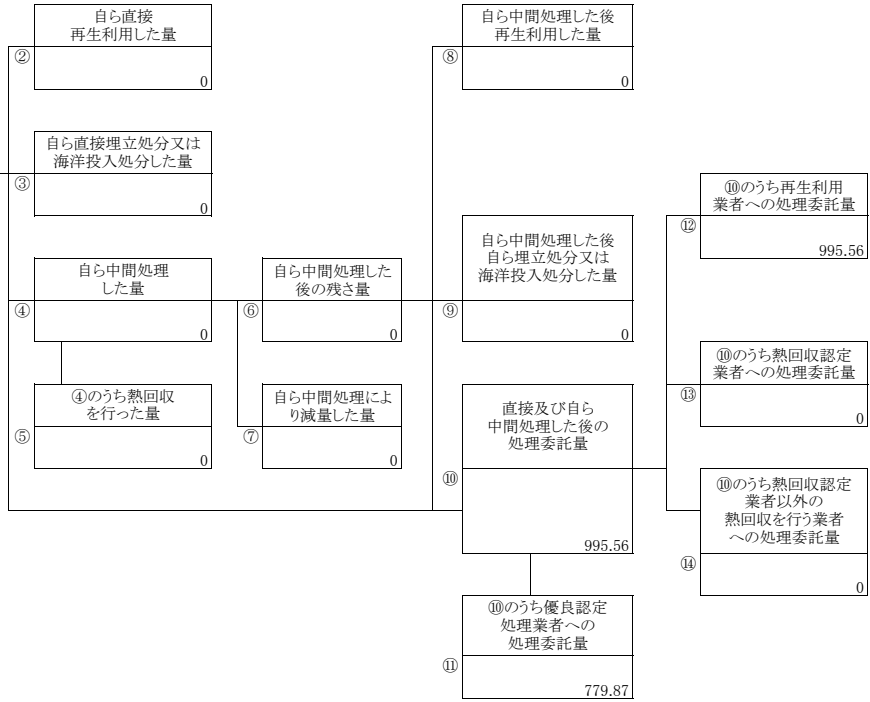 自ら直接
再生利用した量
②
0
自ら直接埋立処分又は
海洋投入処分した量
③
0
自ら中間処理
した量
④
0
④のうち熱回収
を行った量
⑤
0
自ら中間処理した
後の残さ量
⑥
0
自ら中間処理によ
り減量した量
⑦
0
自ら中間処理した後
再生利用した量
⑧
0
自ら中間処理した後
自ら埋立処分又は
海洋投入処分した量
⑨
0
直接及び自ら
中間処理した後の
処理委託量
⑩
995.56
⑩のうち優良認定
処理業者への
処理委託量
⑪
779.87
⑩のうち再生利用
業者への処理委託量
⑫
995.56
⑩のうち熱回収認定
業者への処理委託量
⑬
0
⑩のうち熱回収認定
業者以外の
熱回収を行う業者
への処理委託量
⑭
0